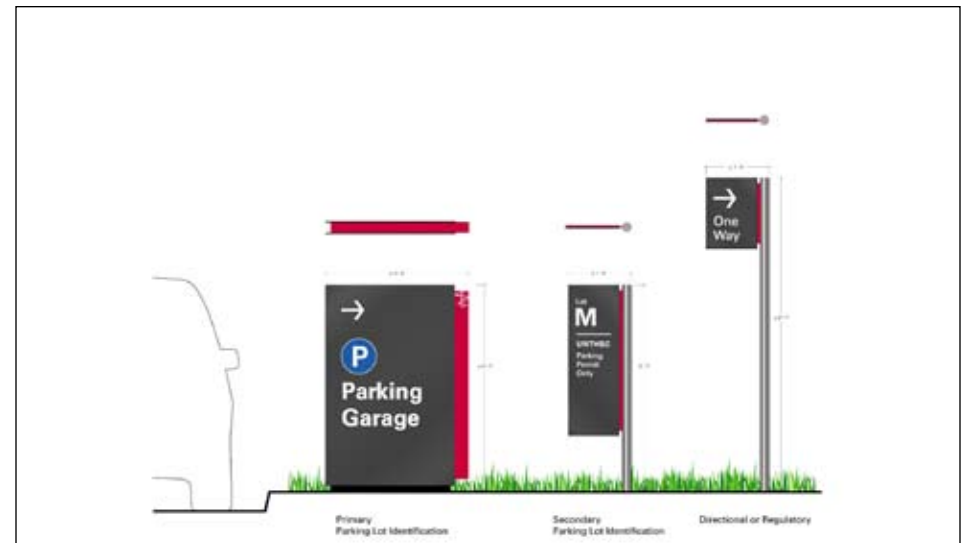 One
Way
Lot
M
UNTHSC
Parking
Permit
Only
P
Parking
Garage
Primary
Parking Lot Identification
Secondary
Parking Lot Identification
Directional or Regulatory